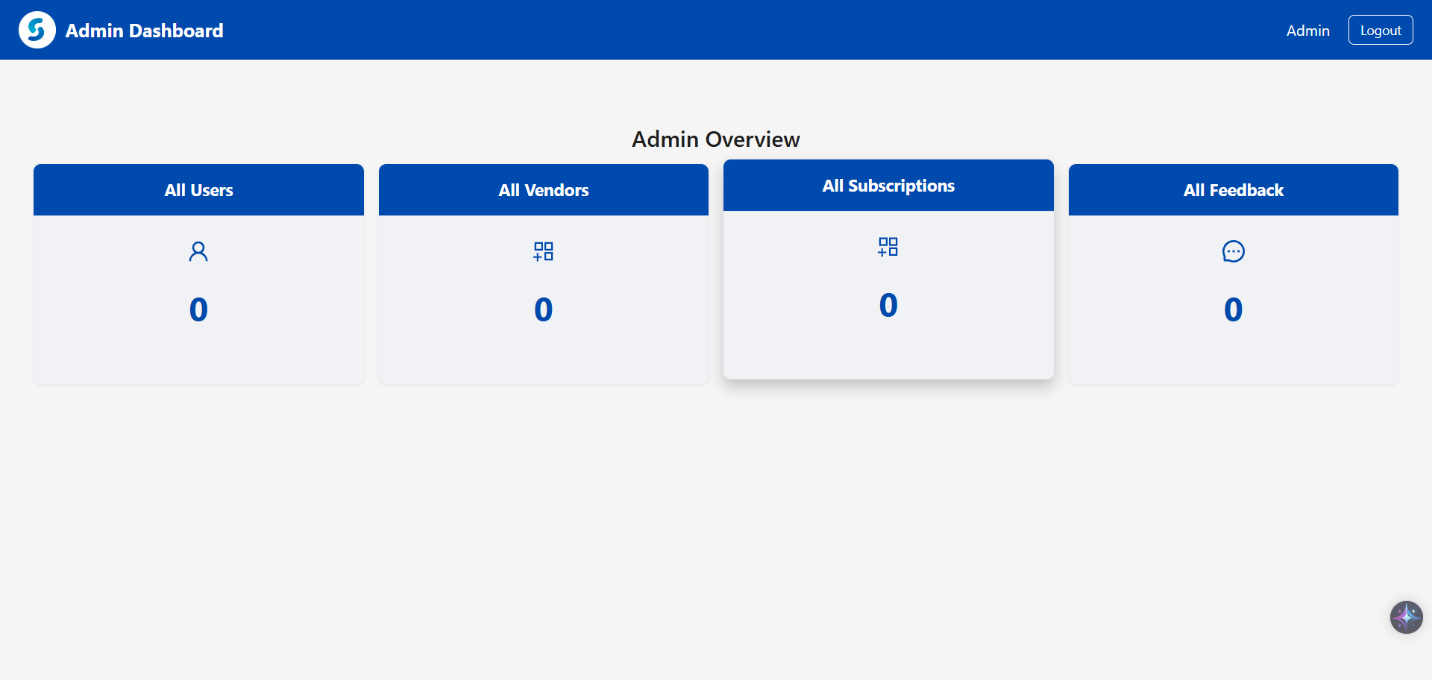 Admin Dashboard
Admin
Logout
Admin Overview
All Users
All Vendors
All Subscriptions
All Feedback
0
0
0
0